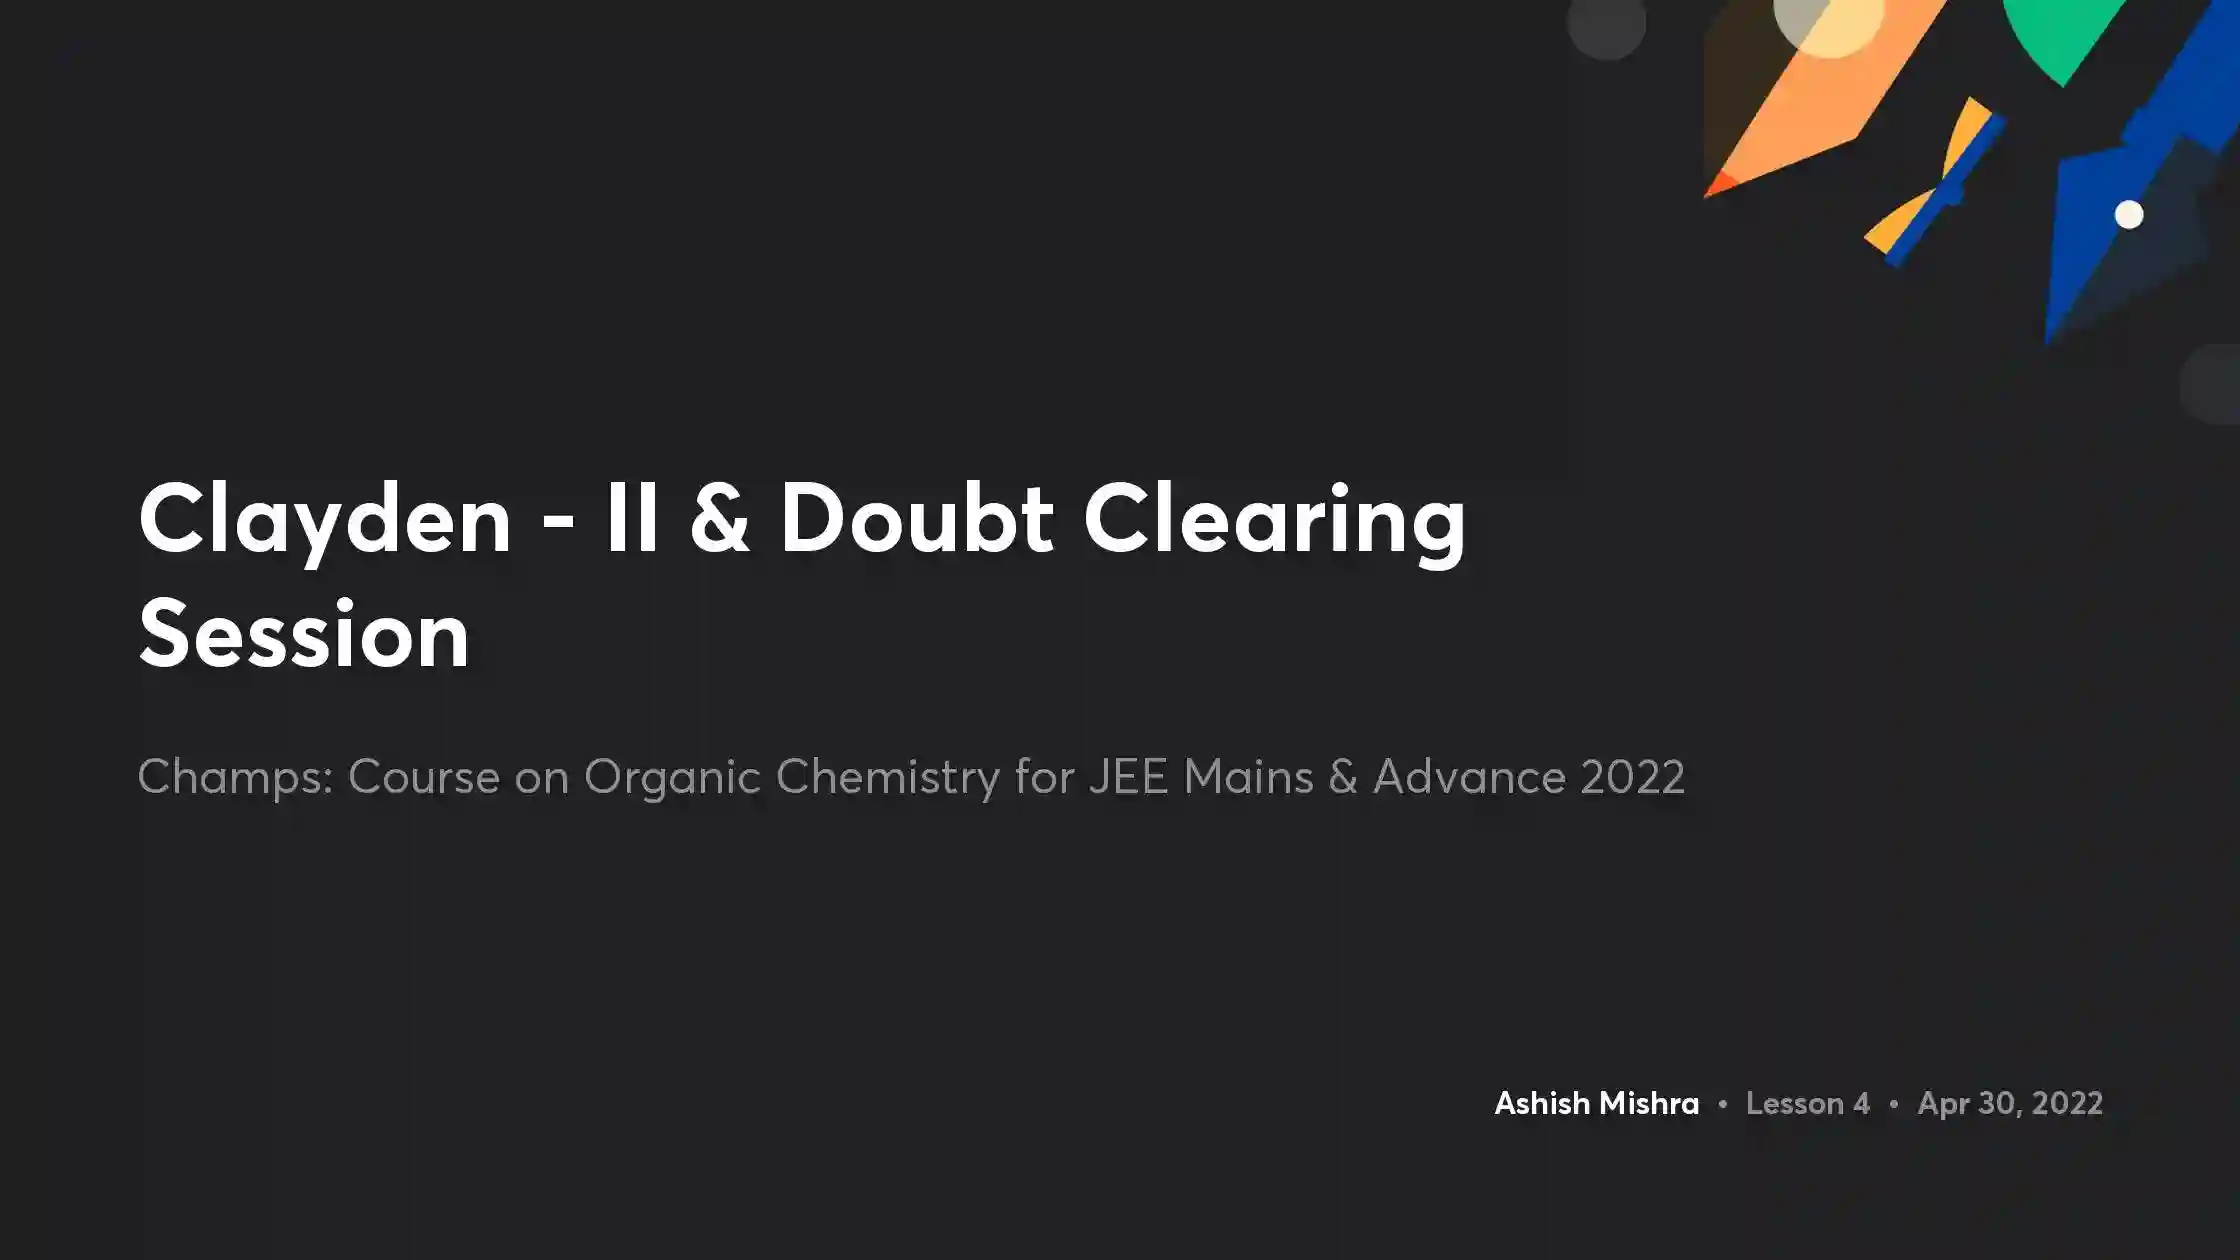 Clayden - II & Doubt Clearing
Session
Champs: Course on Organic Chemistry for JEE Mains & Advance 2022
Ashish Mishra • Lesson 4 • Apr 30, 2022